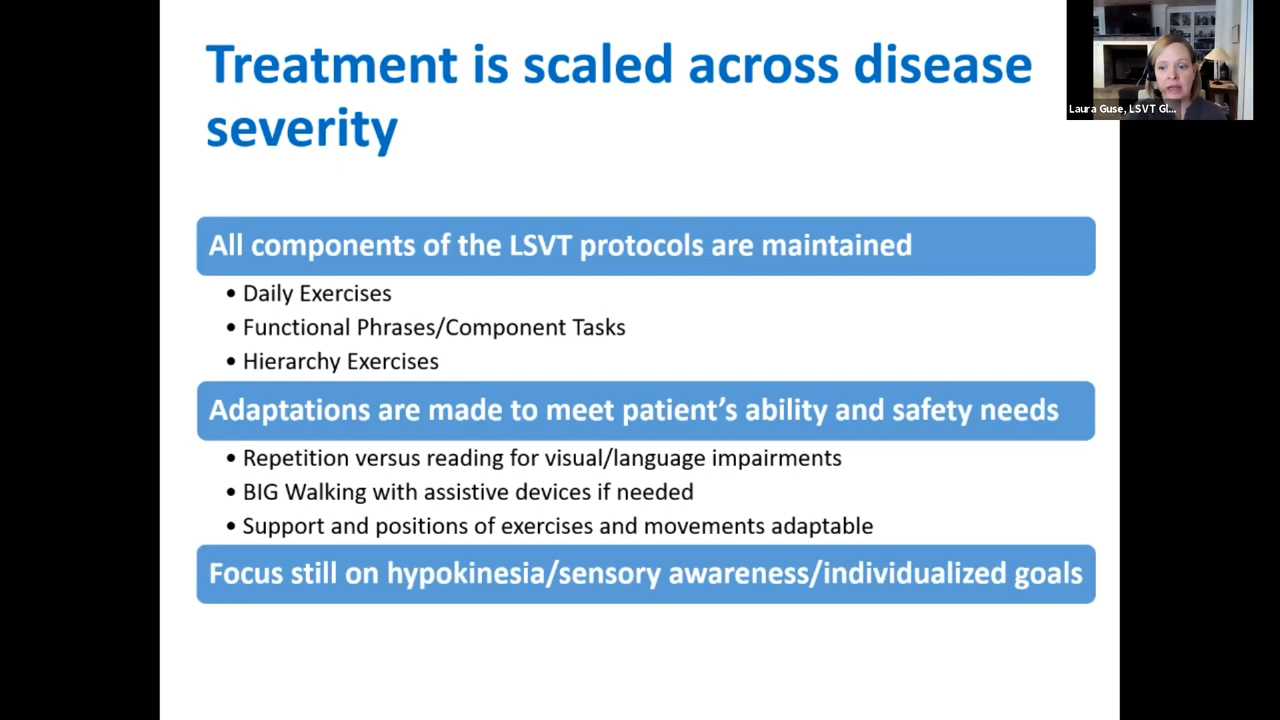 Treatment is scaled across disease
severity
Laura Guse, LSVT Gl...
All components of the LSVT protocols are maintained
• Daily Exercises
• Functional Phrases/Component Tasks
• Hierarchy Exercises
Adaptations are made to meet patient’s ability and safety needs
• Repetition versus reading for visual/language impairments
• BIG Walking with assistive devices if needed
• Support and positions of exercises and movements adaptable
Focus still on hypokinesia/sensory awareness/individualized goals